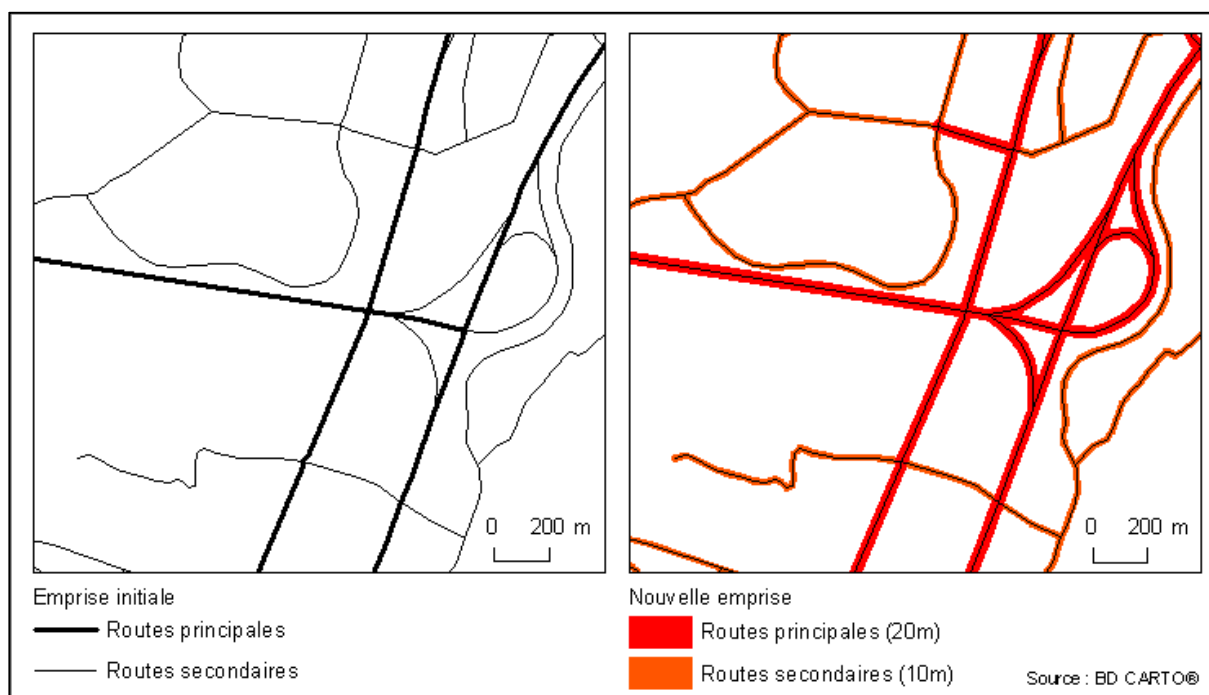 0 200 m
0 200 m
Emprise initiale
Routes principales
Routes secondaires
Nouvelle emprise
Routes principales (20m)
Routes secondaires (10m)
Source : BD CARTO®